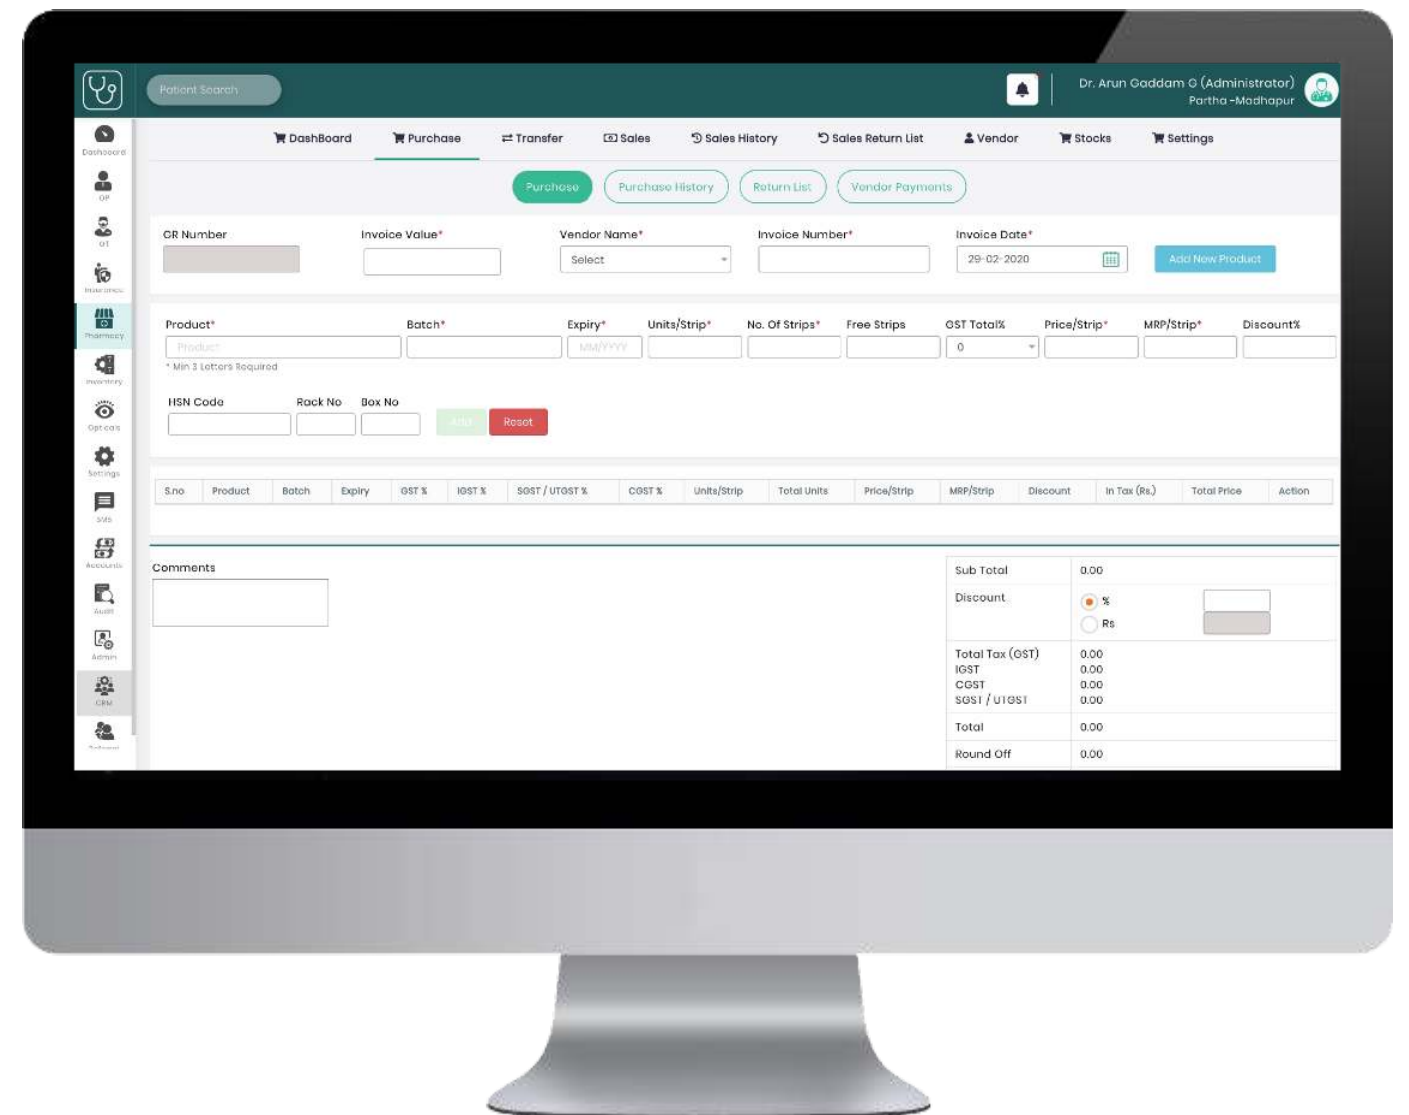 Patient Search
Dr. Arun Gaddam G (Administrator)
Partha -Madhapur
DashBoard Purchase Transfer Sales Sales History Sales Return List Vendor Stocks Settings
Purchase Purchase History Return List Vendor Payments
Dashboard
OP
OT
Insurance
Pharmacy
Inventory
Opticals
Settings
SMS
Accounts
Audit
Admin
CRM
GR Number Invoice Value* Vendor Name* Invoice Number* Invoice Date*
Select 29-02-2020 Add New Product
Product* Batch* Expiry* Units/Strip* No. Of Strips* Free Strips GST Total% Price/Strip* MRP/Strip* Discount%
Product* MM/YYYY 0
* Min 3 Letters Required
HSN Code Rack No Box No
Add Reset
S.no Product Batch Expiry GST % IGST % SGST / UTGST % CGST % Units/Strip Total Units Price/Strip MRP/Strip Discount In Tax (Rs.) Total Price Action
Comments
Sub Total 0.00
Discount %
Rs
Total Tax (GST) 0.00
IGST 0.00
CGST 0.00
SGST / UTGST 0.00
Total 0.00
Round Off 0.00